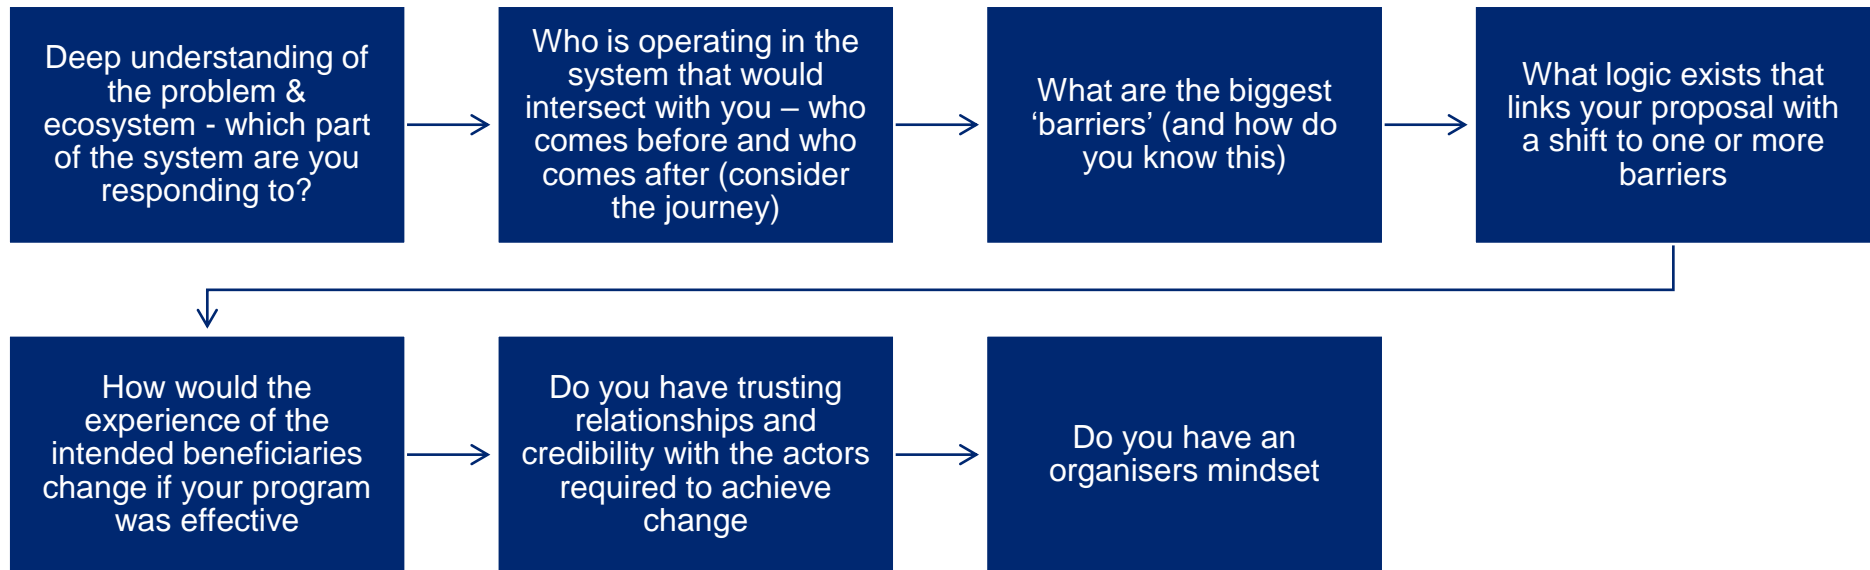 Deep understanding of
the problem &
ecosystem - which part
of the system are you
responding to?
Who is operating in the
system that would
intersect with you – who
comes before and who
comes after (consider
the journey)
What are the biggest
‘barriers’ (and how do
you know this)
What logic exists that
links your proposal with
a shift to one or more
barriers
How would the
experience of the
intended beneficiaries
change if your program
was effective
Do you have trusting
relationships and
credibility with the actors
required to achieve
change
Do you have an
organisers mindset